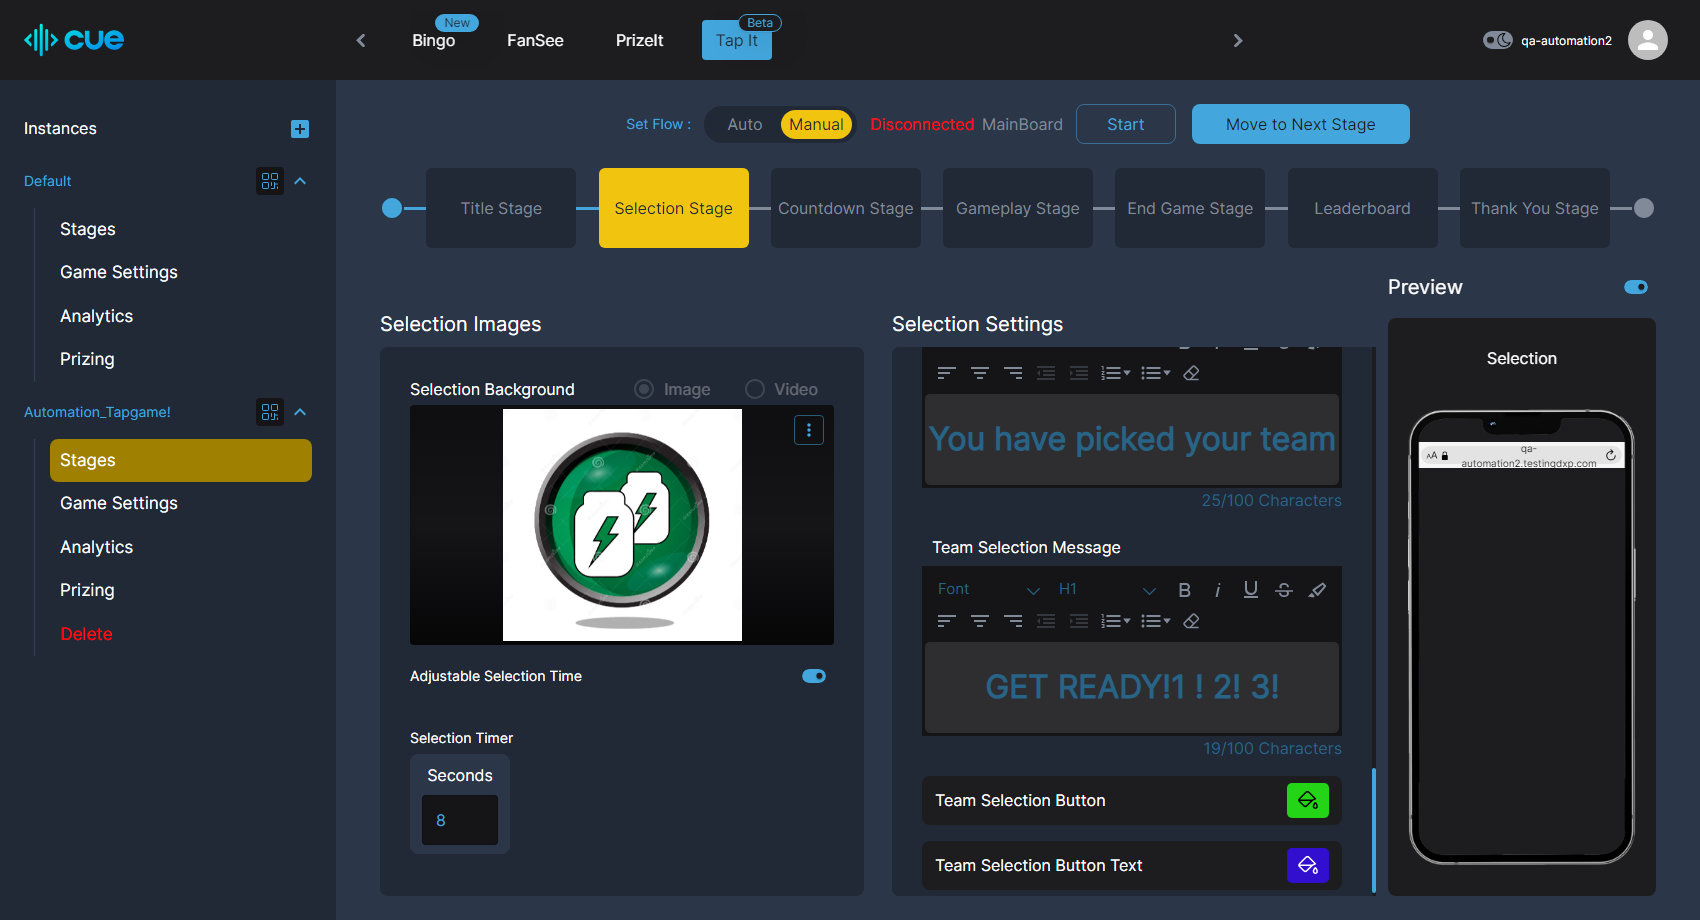 cue
New
Bingo
FanSee
PrizeIt
Beta
Tap It
qa-automation2
Instances
Default
Stages
Game Settings
Analytics
Prizing
Automation_Tapgame!
Stages
Game Settings
Analytics
Prizing
Delete
Set Flow :
Auto
Manual
Disconnected MainBoard
Start
Move to Next Stage
Title Stage
Selection Stage
Countdown Stage
Gameplay Stage
End Game Stage
Leaderboard
Thank You Stage
Selection Images
Selection Background
Image
Video
Adjustable Selection Time
Selection Timer
Seconds
8
Selection Settings
You have picked your team
25/100 Characters
Team Selection Message
Font
H1
B i U S
GET READY!1 ! 2! 3!
19/100 Characters
Team Selection Button
Team Selection Button Text
Preview
Selection
AA
qa-
automation2.testingdxp.com